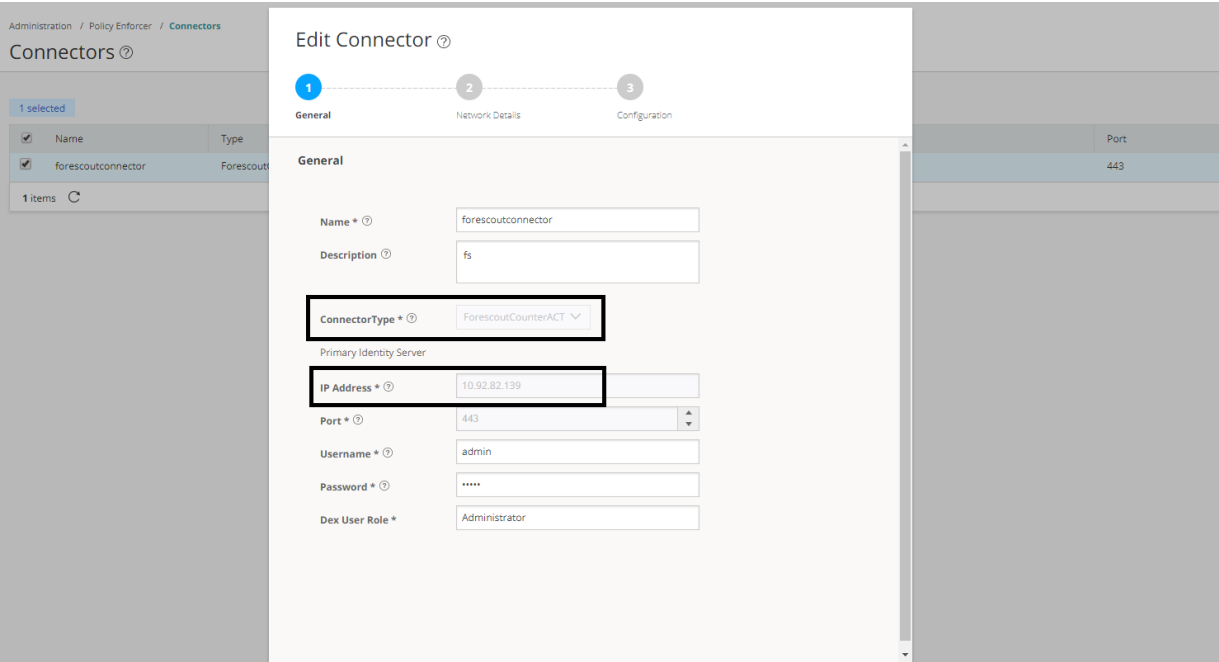 Administration / Policy Enforcer / Connectors
Connectors ?
1 selected
Name Type Port
forescoutconnector Forescout 443
1 items
Edit Connector ?
1 2 3
General Network Details Configuration
General
Name * ? forescoutconnector
Description ? fs
ConnectorType * ? ForescoutCounterACT
Primary Identity Server
IP Address * ? 10.92.82.139
Port * ? 443
Username * ? admin
Password * ? •••••
Dex User Role * Administrator